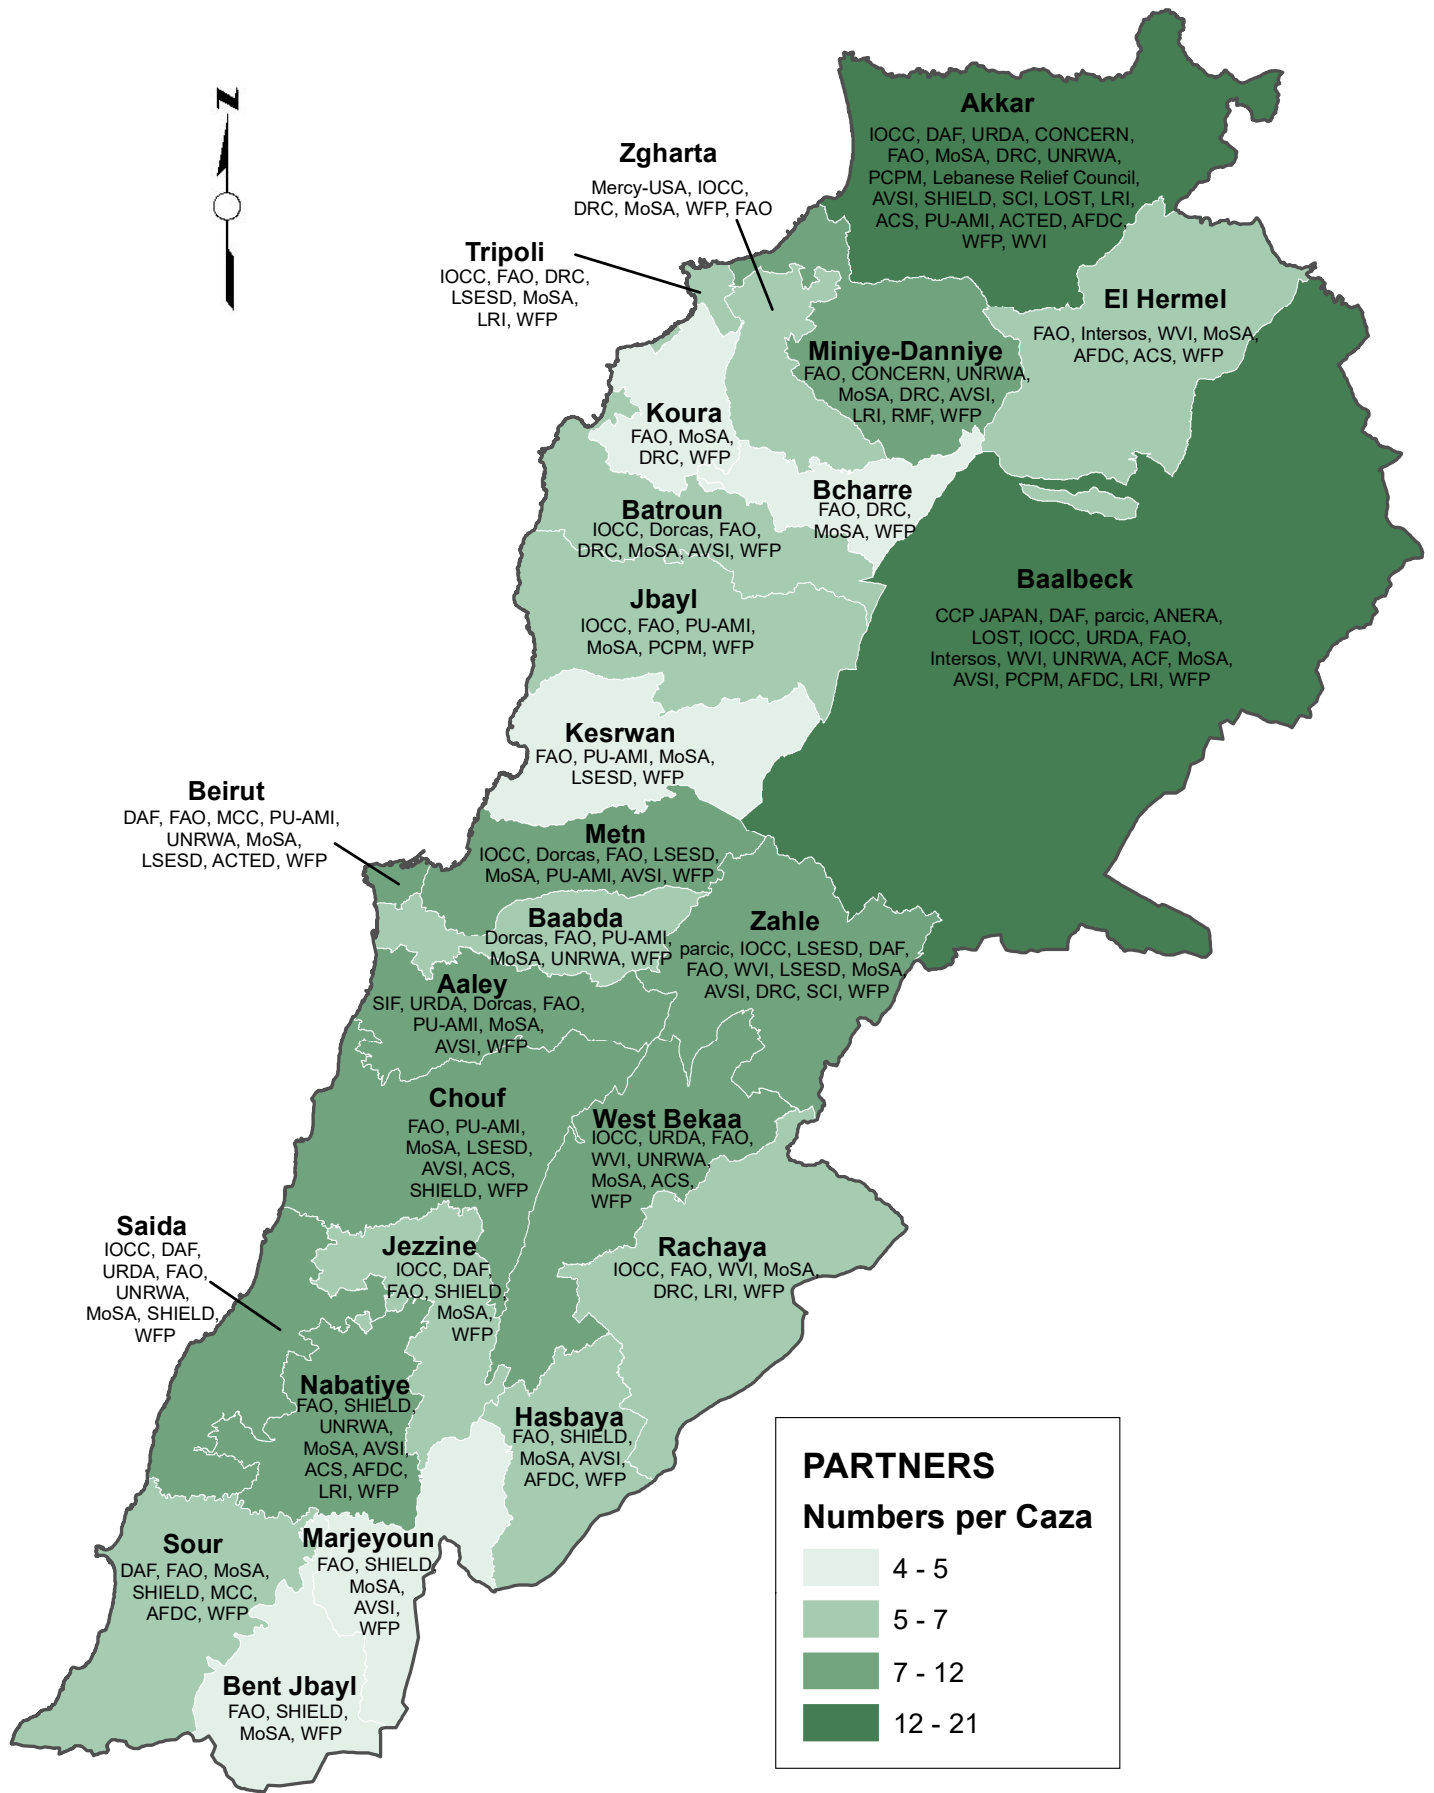 N
Akkar
IOCC, DAF, URDA, CONCERN,
FAO, MoSA, DRC, UNRWA,
PCPM, Lebanese Relief Council,
AVSI, SHIELD, SCI, LOST, LRI,
ACS, PU-AMI, ACTED, AFDC,
WFP, WVI
Zgharta
Mercy-USA, IOCC,
DRC, MoSA, WFP, FAO
Tripoli
IOCC, FAO, DRC,
LSESD, MoSA,
LRI, WFP
El Hermel
FAO, Intersos, WVI, MoSA,
AFDC, ACS, WFP
Miniye-Danniye
FAO, CONCERN, UNRWA,
MoSA, DRC, AVSI,
LRI, RMF, WFP
Koura
FAO, MoSA,
DRC, WFP
Bcharre
FAO, DRC,
MoSA, WFP
Batroun
IOCC, Dorcas, FAO,
DRC, MoSA, AVSI, WFP
Baalbeck
CCP JAPAN, DAF, parcic, ANERA,
LOST, IOCC, URDA, FAO,
Intersos, WVI, UNRWA, ACF, MoSA,
AVSI, PCPM, AFDC, LRI, WFP
Jbayl
IOCC, FAO, PU-AMI,
MoSA, PCPM, WFP
Kesrwan
FAO, PU-AMI, MoSA,
LSESD, WFP
Beirut
DAF, FAO, MCC, PU-AMI,
UNRWA, MoSA,
LSESD, ACTED, WFP
Metn
IOCC, Dorcas, FAO, LSESD,
MoSA, PU-AMI, AVSI, WFP
Baabda
Dorcas, FAO, PU-AMI,
MoSA, UNRWA, WFP
Zahle
parcic, IOCC, LSESD, DAF,
FAO, WVI, LSESD, MoSA,
AVSI, DRC, SCI, WFP
Aaley
SIF, URDA, Dorcas, FAO,
PU-AMI, MoSA,
AVSI, WFP
Chouf
FAO, PU-AMI,
MoSA, LSESD,
AVSI, ACS,
SHIELD, WFP
West Bekaa
IOCC, URDA, FAO,
WVI, UNRWA,
MoSA, ACS,
WFP
Saida
IOCC, DAF,
URDA, FAO,
UNRWA,
MoSA, SHIELD,
WFP
Jezzine
IOCC, DAF,
FAO, SHIELD,
MoSA,
WFP
Rachaya
IOCC, FAO, WVI, MoSA,
DRC, LRI, WFP
Nabatiye
FAO, SHIELD,
UNRWA,
MoSA, AVSI,
ACS, AFDC,
LRI, WFP
Hasbaya
FAO, SHIELD,
MoSA, AVSI,
AFDC, WFP
Sour
DAF, FAO, MoSA,
SHIELD, MCC,
AFDC, WFP
Marjeyoun
FAO, SHIELD,
MoSA,
AVSI,
WFP
Bent Jbayl
FAO, SHIELD,
MoSA, WFP
PARTNERS
Numbers per Caza
4 - 5
5 - 7
7 - 12
12 - 21